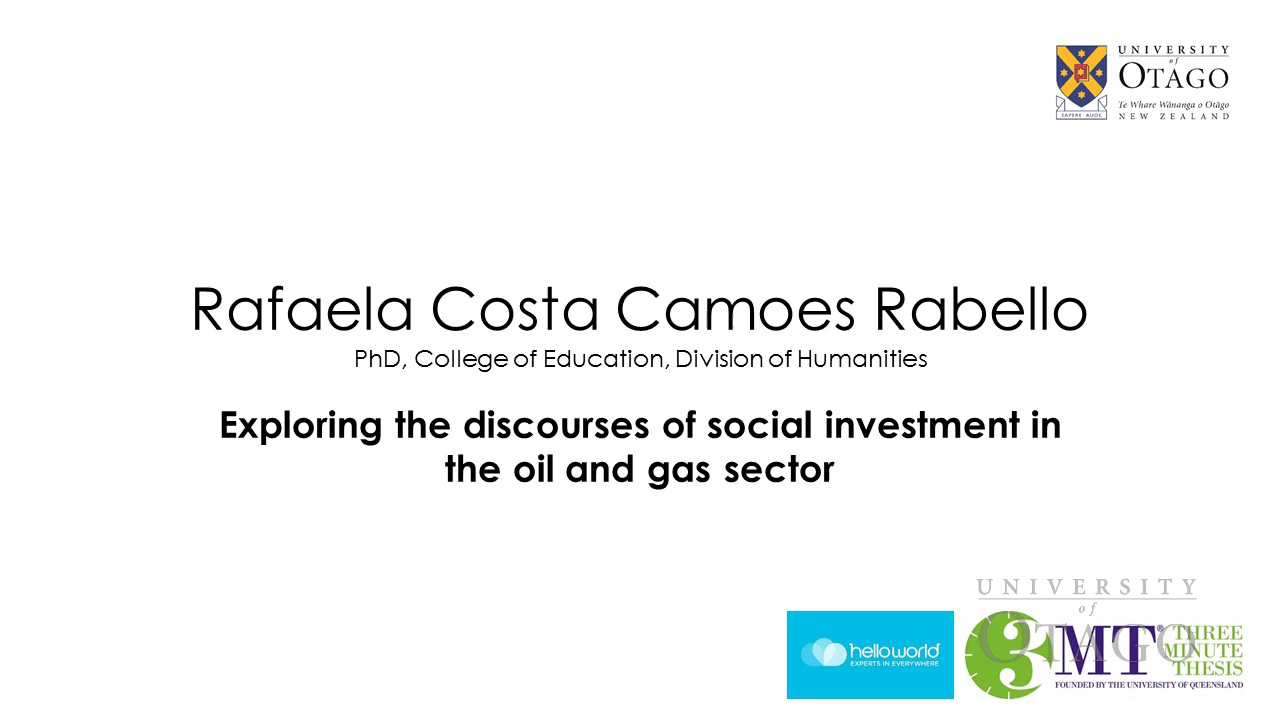 UNIVERSITY
of
OTAGO
Te Whare Wānanga o Otāgo
NEW ZEALAND
SAPERE AUDE
Rafaela Costa Camoes Rabello
PhD, College of Education, Division of Humanities
Exploring the discourses of social investment in
the oil and gas sector
UNIVERSITY
of
OTAGO
helloworld
EXPERTS IN EVERYWHERE
3MT®
THREE
MINUTE
THESIS
FOUNDED BY THE UNIVERSITY OF QUEENSLAND